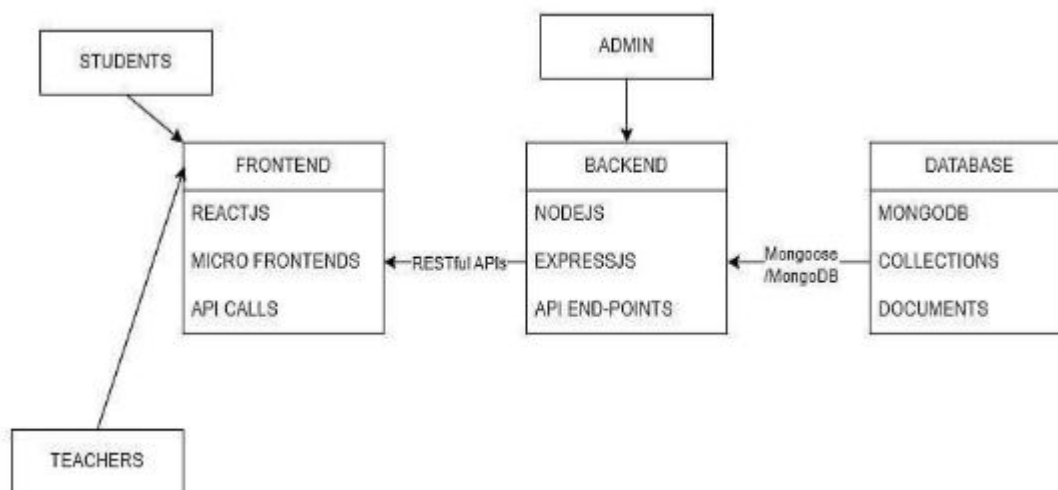 STUDENTS
ADMIN
FRONTEND
REACTJS
MICRO FRONTENDS
API CALLS
RESTful APIs
BACKEND
NODEJS
EXPRESSJS
API END-POINTS
Mongoose
/MongoDB
DATABASE
MONGODB
COLLECTIONS
DOCUMENTS
TEACHERS